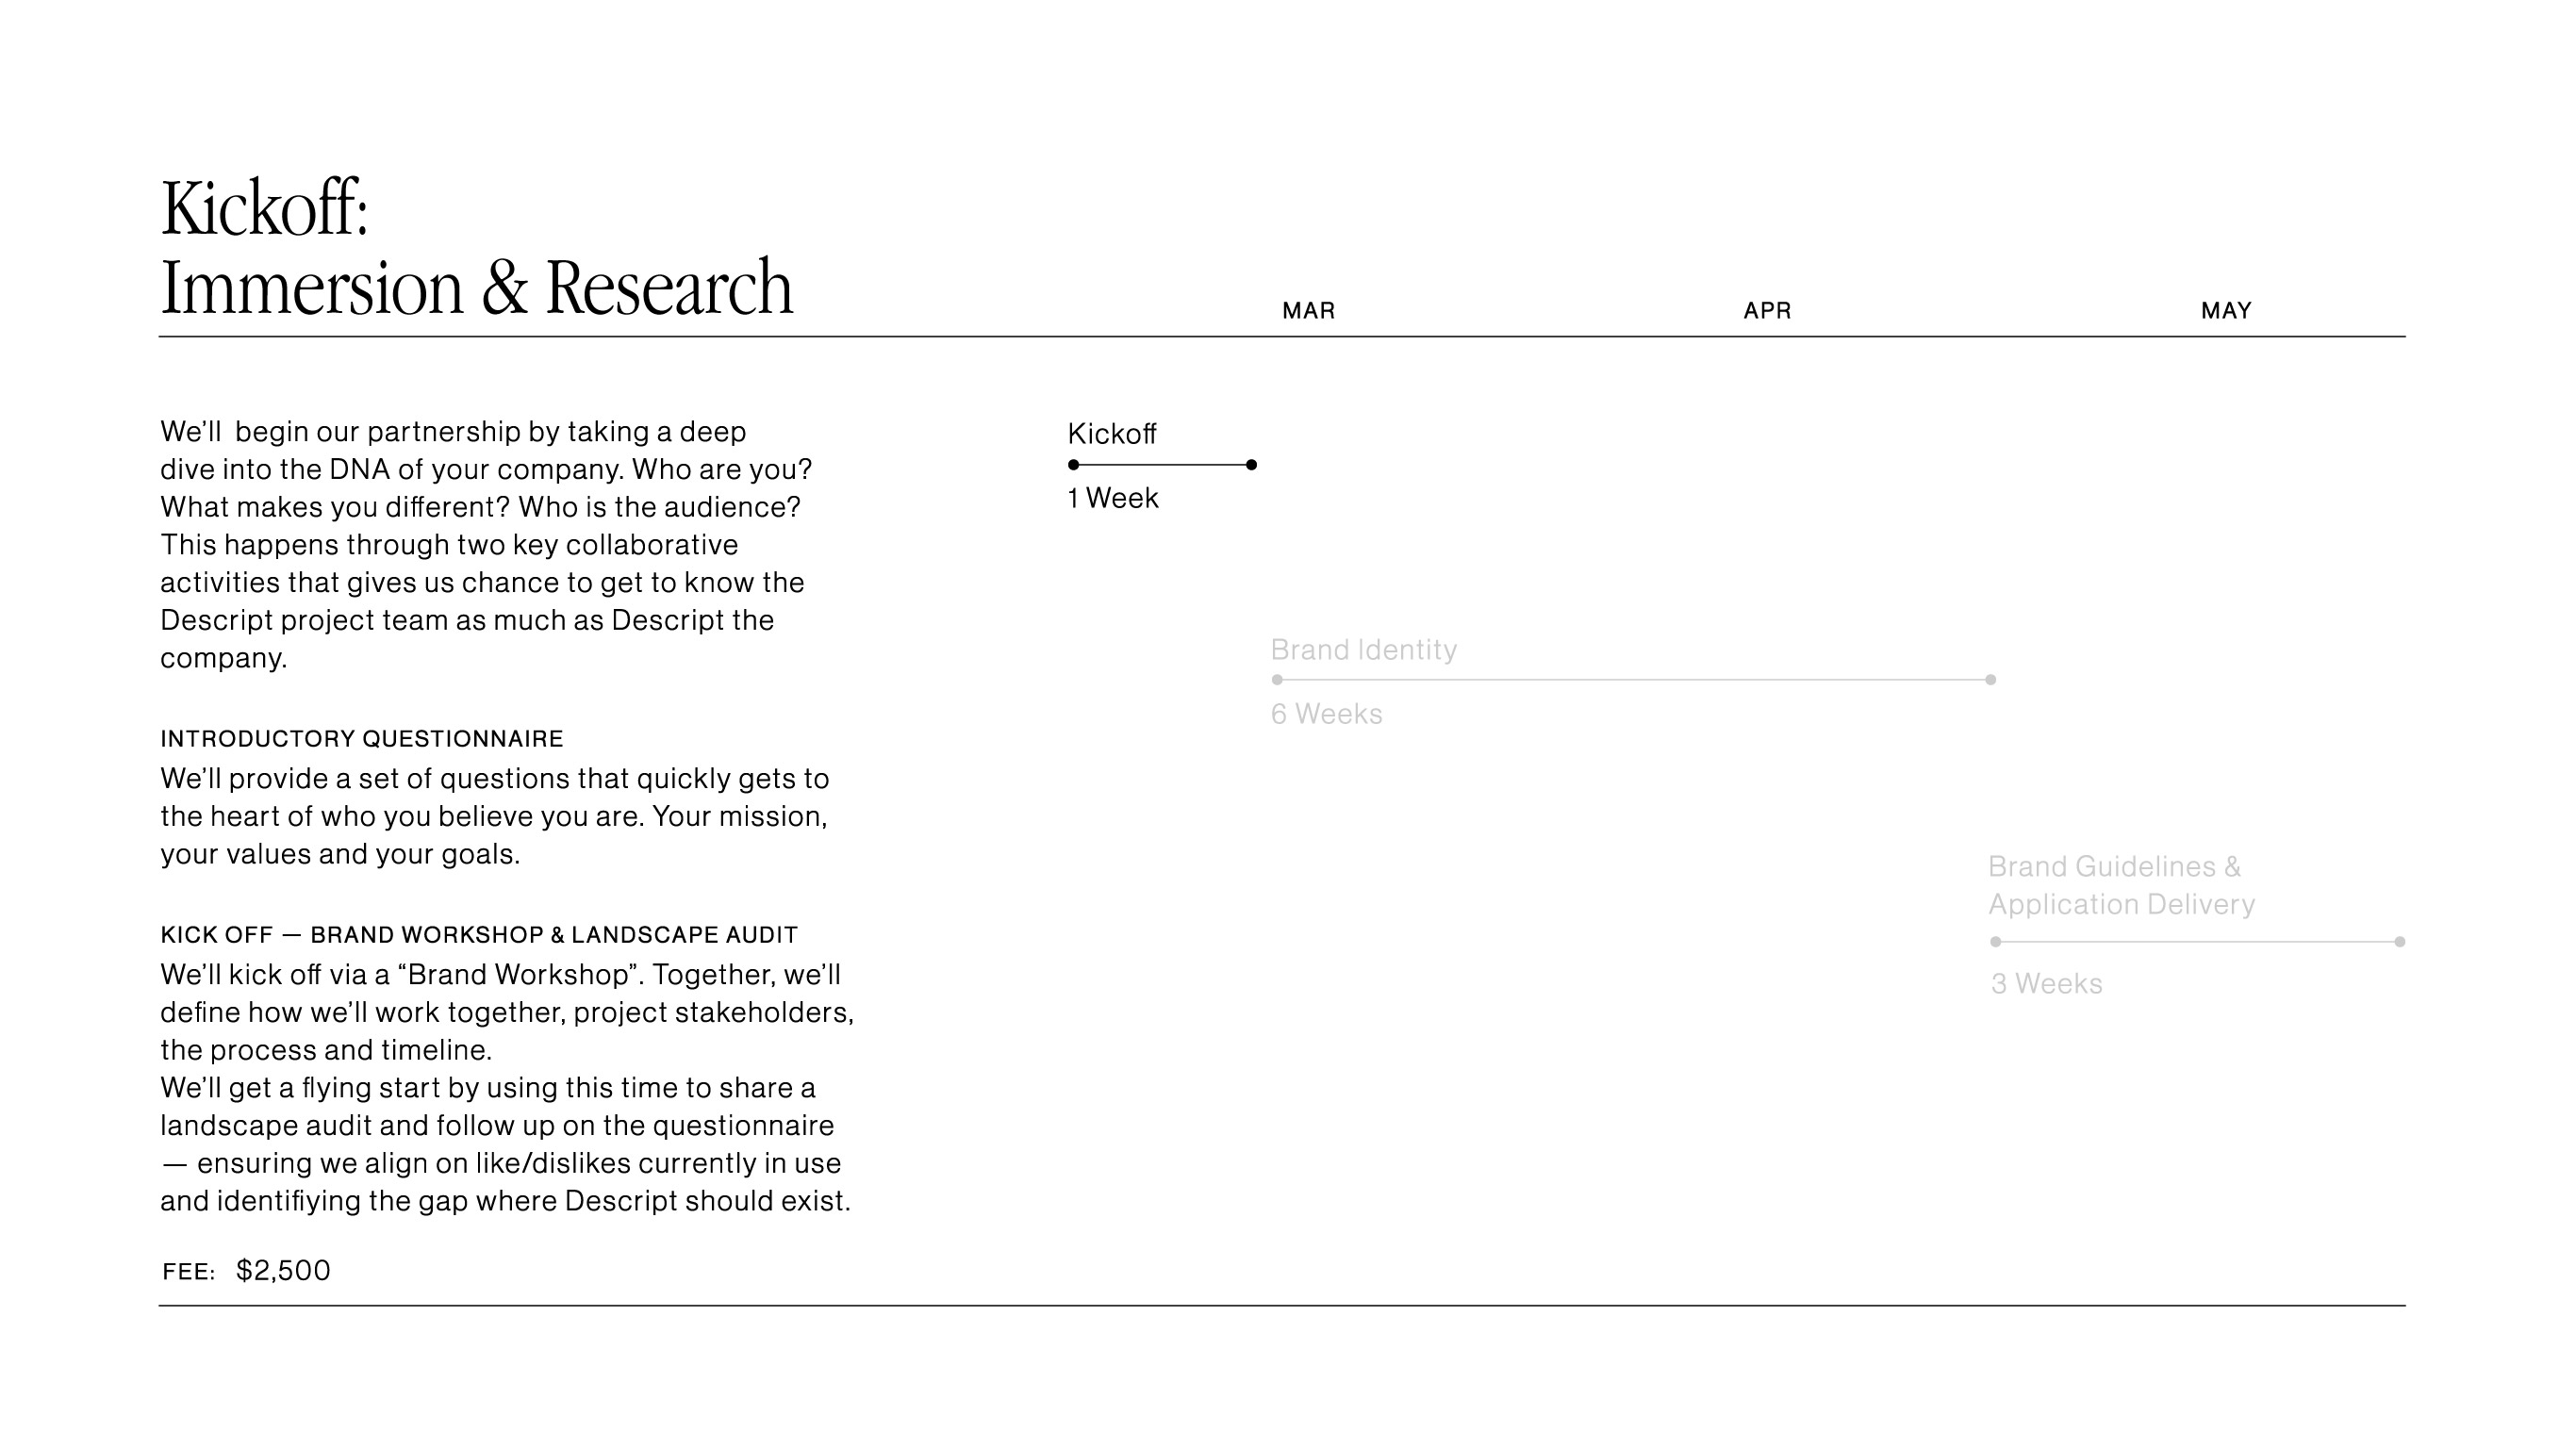 Kickoff:
Immersion & Research
MAR
APR
MAY
We’ll  begin our partnership by taking a deep
dive into the DNA of your company. Who are you?
What makes you different? Who is the audience?
This happens through two key collaborative
activities that gives us chance to get to know the
Descript project team as much as Descript the
company.
INTRODUCTORY QUESTIONNAIRE
We’ll provide a set of questions that quickly gets to
the heart of who you believe you are. Your mission,
your values and your goals.
KICK OFF — BRAND WORKSHOP & LANDSCAPE AUDIT
We’ll kick off via a “Brand Workshop”. Together, we’ll
define how we’ll work together, project stakeholders,
the process and timeline.
We’ll get a flying start by using this time to share a
landscape audit and follow up on the questionnaire
— ensuring we align on like/dislikes currently in use
and identifiying the gap where Descript should exist.
FEE: $2,500
Kickoff
1 Week
Brand Identity
6 Weeks
Brand Guidelines &
Application Delivery
3 Weeks